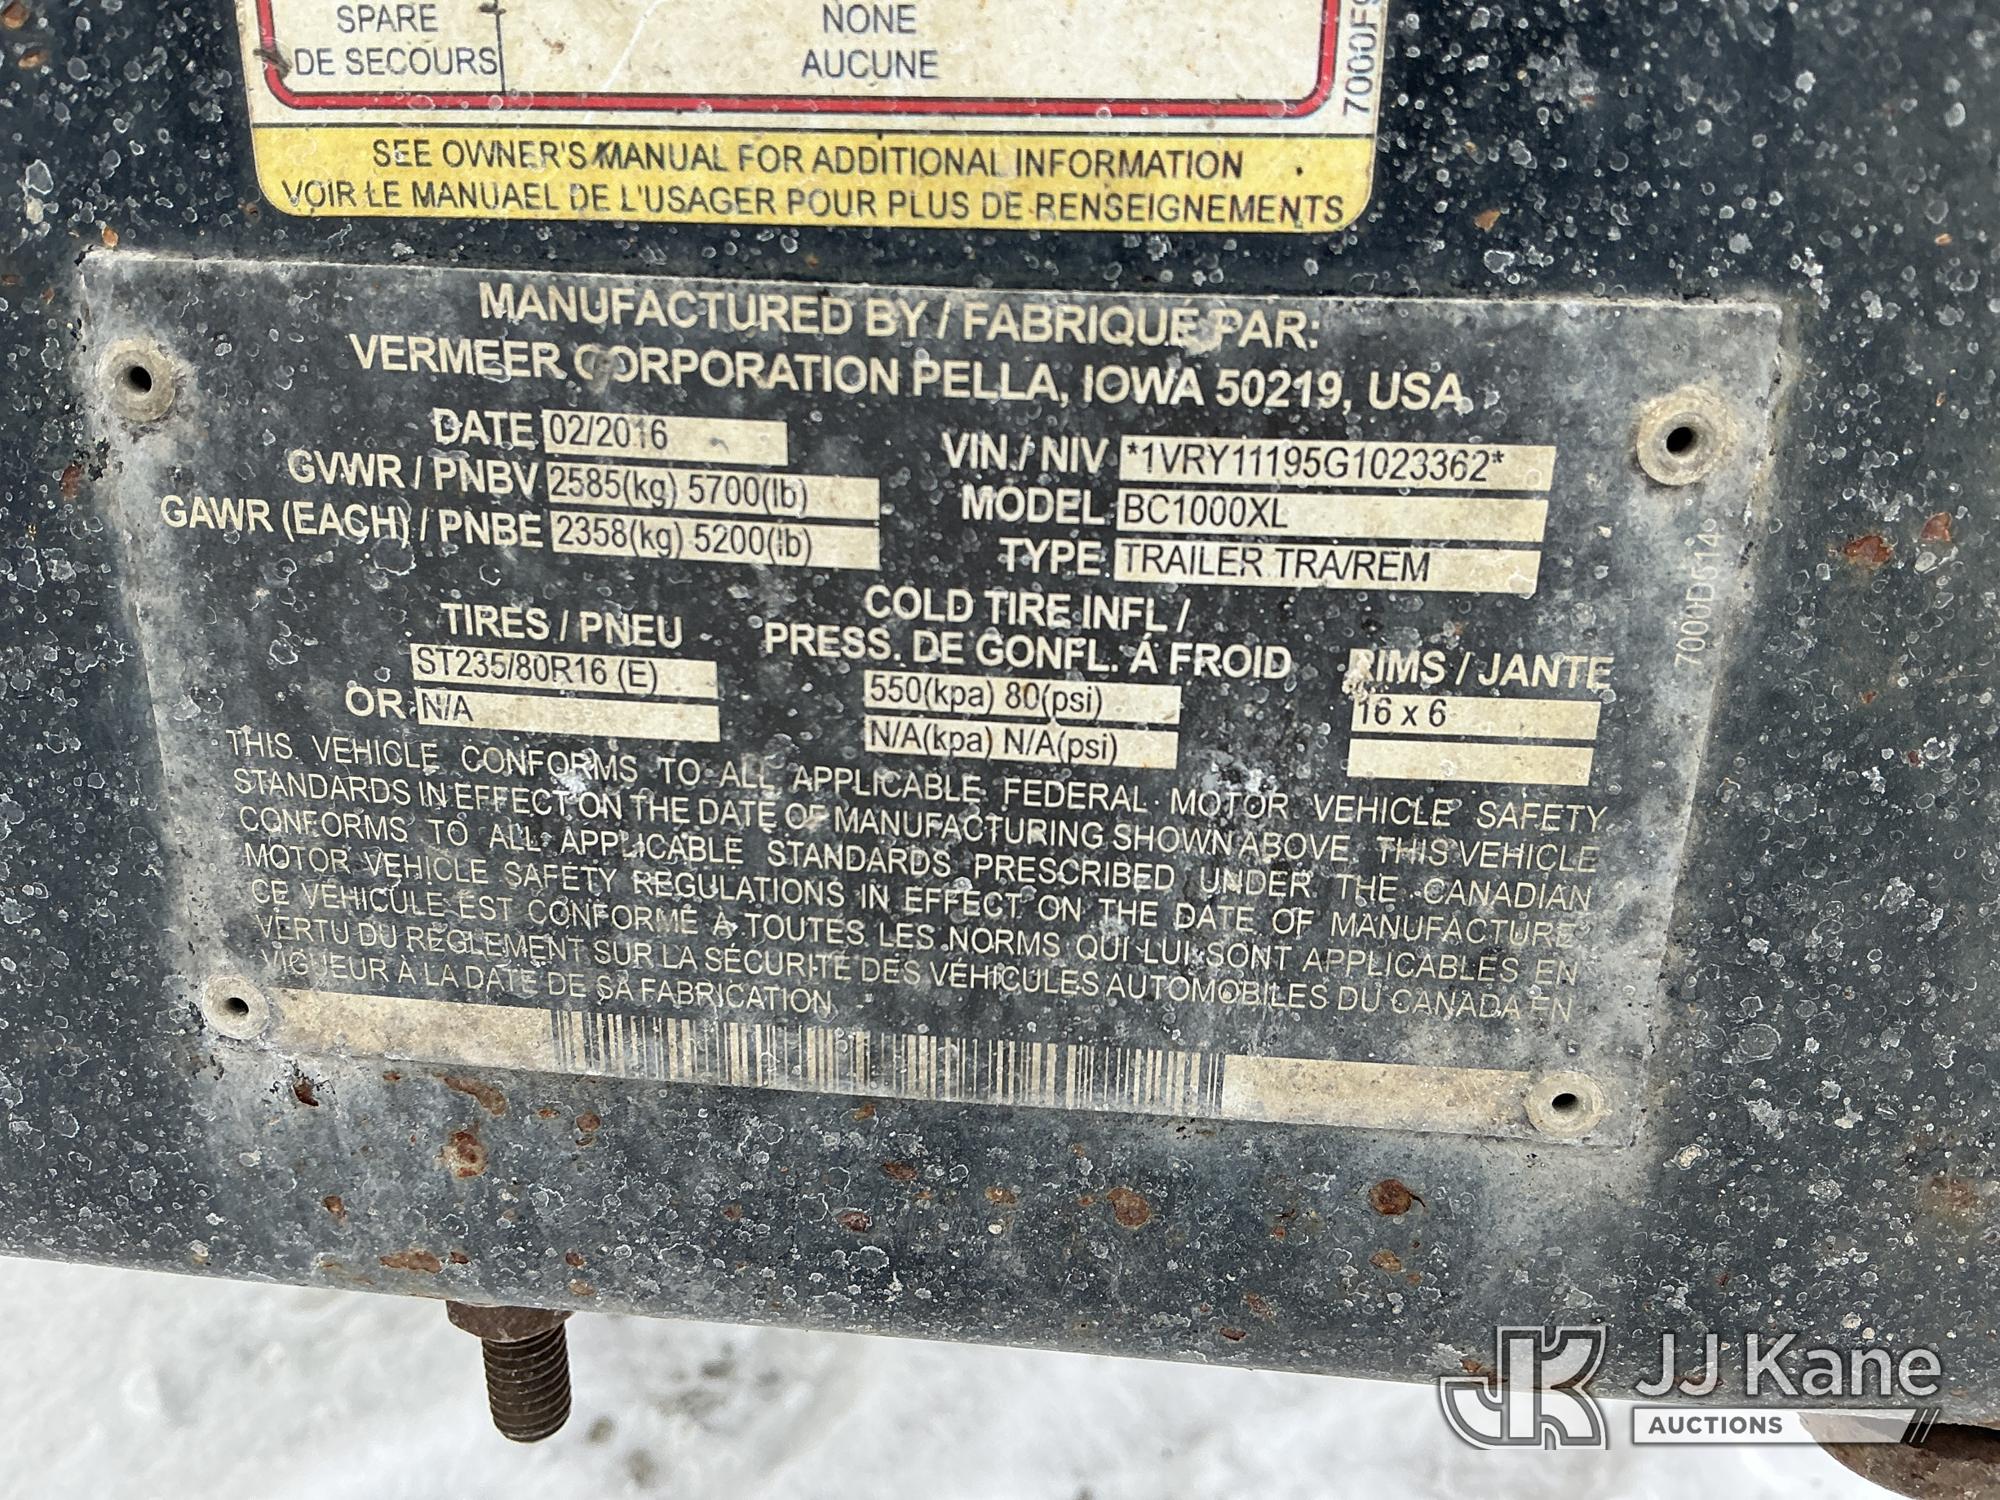 SPARE
DE SECOURS
NONE
AUCUNE
SEE OWNER'S MANUAL FOR ADDITIONAL INFORMATION
VOIR LE MANUAEL DE L'USAGER POUR PLUS DE RENSEIGNEMENTS
MANUFACTURED BY / FABRIQUÉ PAR:
VERMEER CORPORATION PELLA, IOWA 50219, USA
DATE 02/2016
GVWR / PNBV 2585(kg) 5700(lb)
GAWR (EACH) / PNBE 2358(kg) 5200(lb)
VIN / NIV *1VRY11195G1023362*
MODEL BC1000XL
TYPE TRAILER TRA/REM
7000D514
TIRES / PNEU
ST235/80R16 (E)
OR N/A
COLD TIRE INFL /
PRESS. DE GONFL. À FROID
550(kpa) 80(psi)
N/A(kpa) N/A(psi)
RIMS / JANTE
16 x 6
THIS VEHICLE CONFORMS TO ALL APPLICABLE FEDERAL MOTOR VEHICLE SAFETY
STANDARDS IN EFFECT ON THE DATE OF MANUFACTURING SHOWN ABOVE. THIS VEHICLE
CONFORMS TO ALL APPLICABLE STANDARDS PRESCRIBED UNDER THE CANADIAN
MOTOR VEHICLE SAFETY REGULATIONS IN EFFECT ON THE DATE OF MANUFACTURE
CE VÉHICULE EST CONFORME À TOUTES LES NORMS QUI LUI SONT APPLICABLES EN
VERTU DU RÈGLEMENT SUR LA SÉCURITÉ DES VÉHICULES AUTOMOBILES DU CANADA EN
VIGUEUR À LA DATE DE SA FABRICATION
JK JJ Kane
AUCTIONS